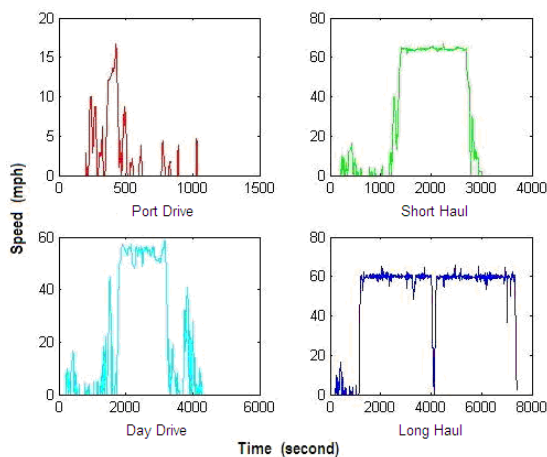 20
15
10
5
0
0 500 1000 1500
Port Drive
80
60
40
20
0
0 1000 2000 3000 4000
Short Haul
Speed (mph)
60
40
20
0
0 2000 4000 6000
Day Drive
80
60
40
20
0
0 2000 4000 6000 8000
Long Haul
Time (second)